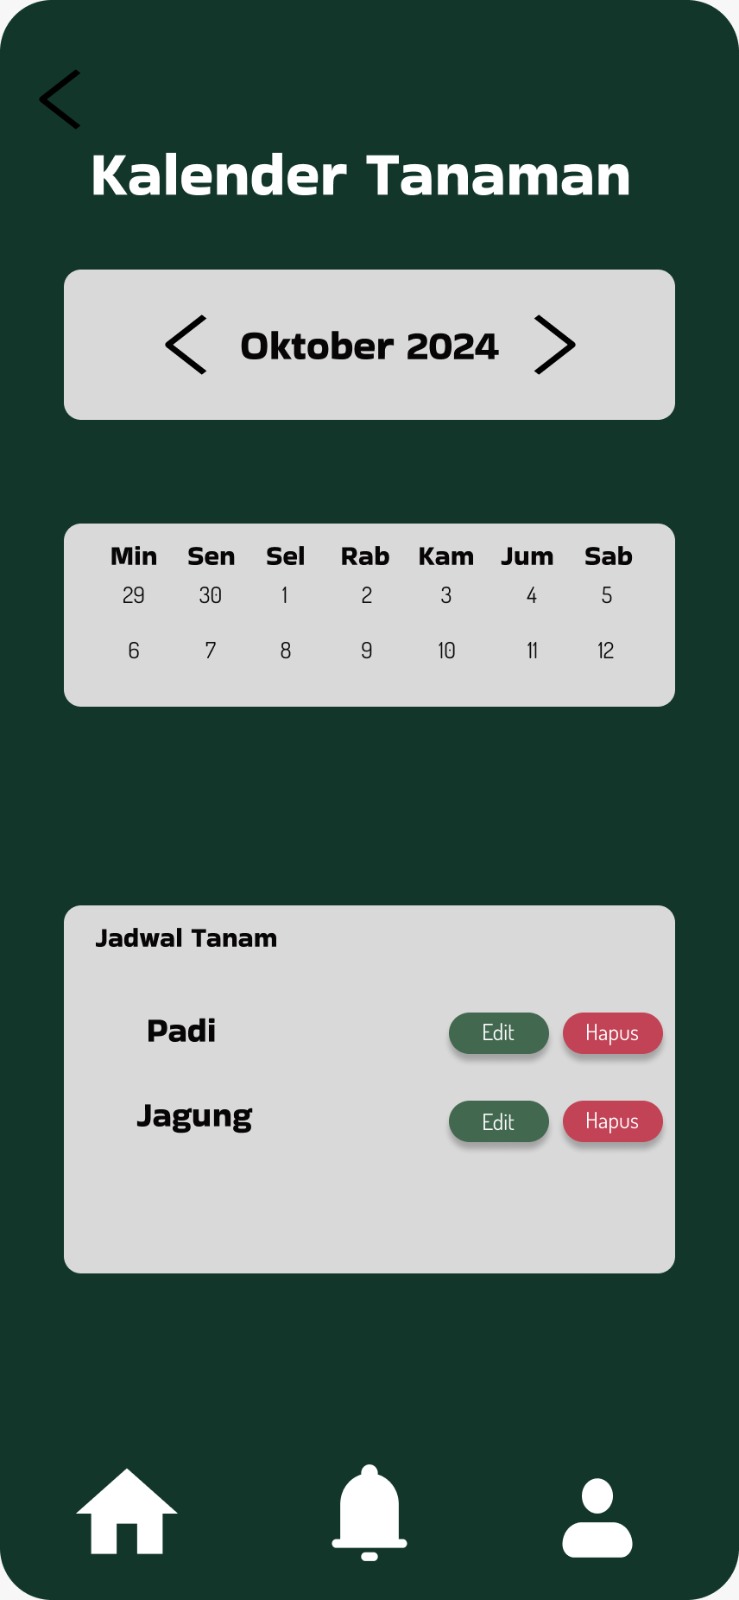 Kalender Tanaman
Oktober 2024
Min Sen Sel Rab Kam Jum Sab
29 30 1 2 3 4 5
6 7 8 9 10 11 12
Jadwal Tanam
Padi Edit Hapus
Jagung Edit Hapus